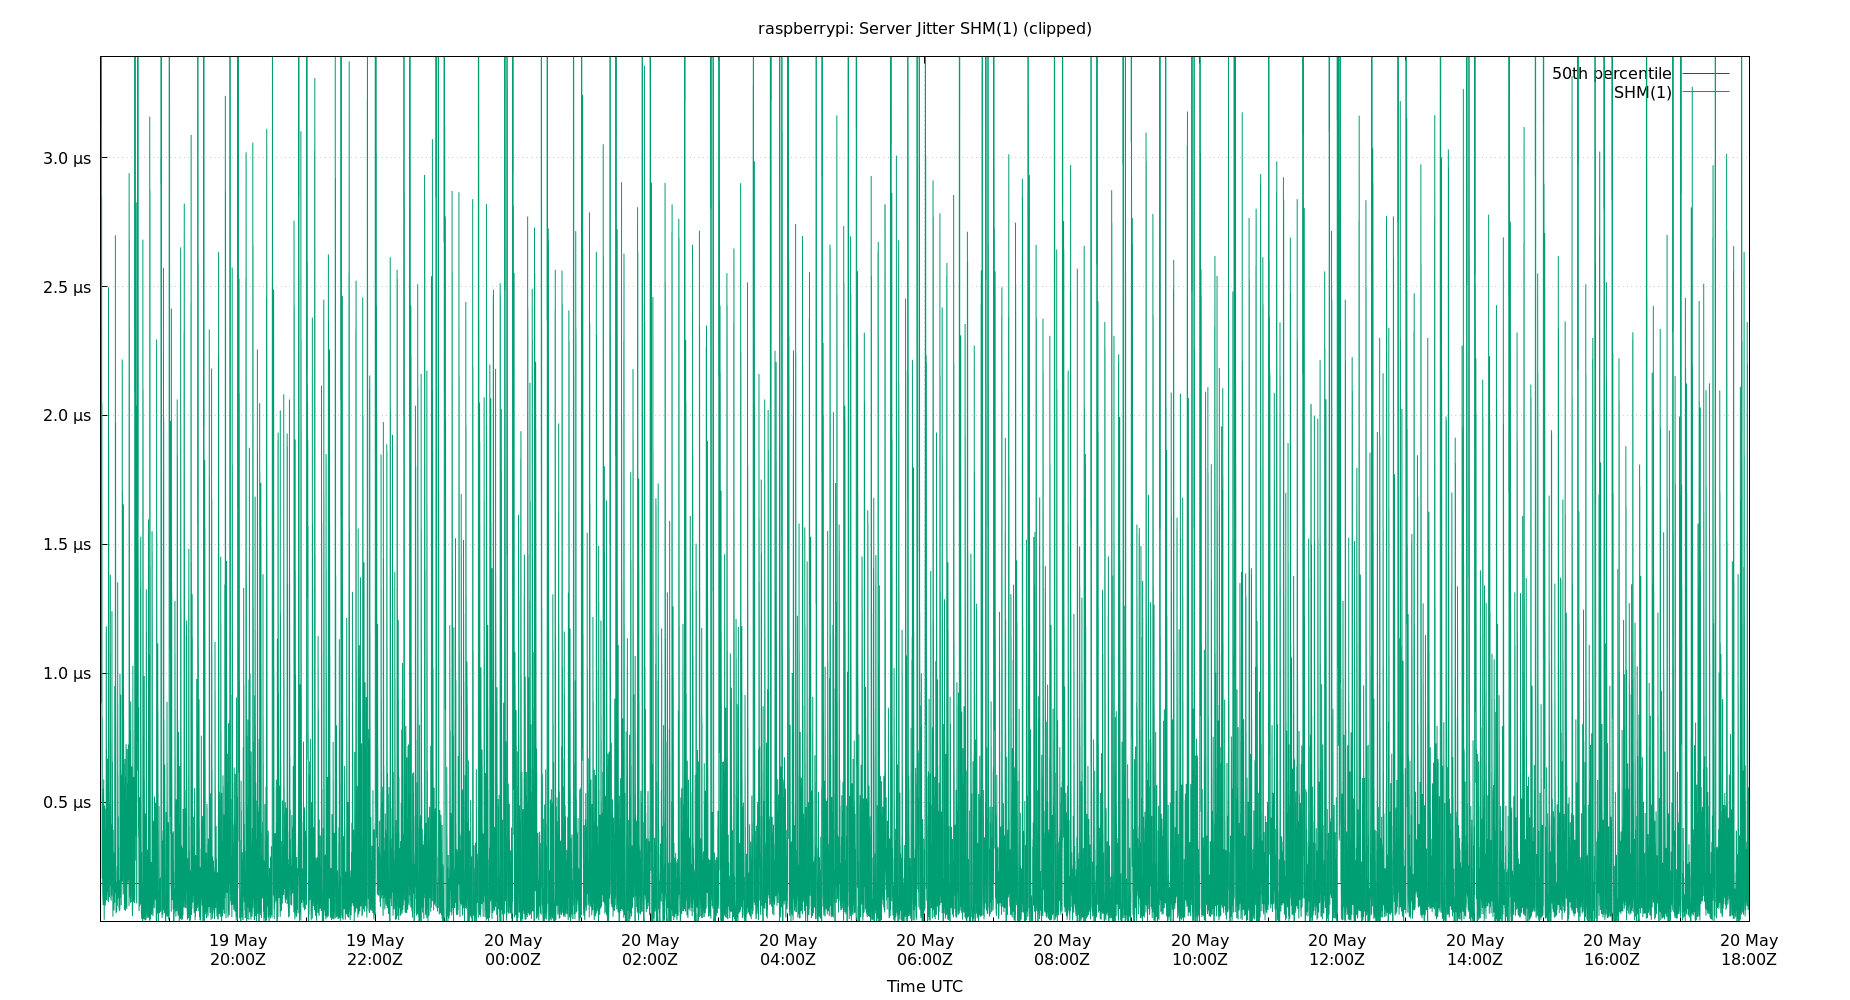 raspberrypi: Server Jitter SHM(1) (clipped)
50th percentile
SHM(1)
3.0 µs
2.5 µs
2.0 µs
1.5 µs
1.0 µs
0.5 µs
19 May 19 May 20 May 20 May 20 May 20 May 20 May 20 May 20 May 20 May 20 May 20 May
20:00Z 22:00Z 00:00Z 02:00Z 04:00Z 06:00Z 08:00Z 10:00Z 12:00Z 14:00Z 16:00Z 18:00Z
Time UTC